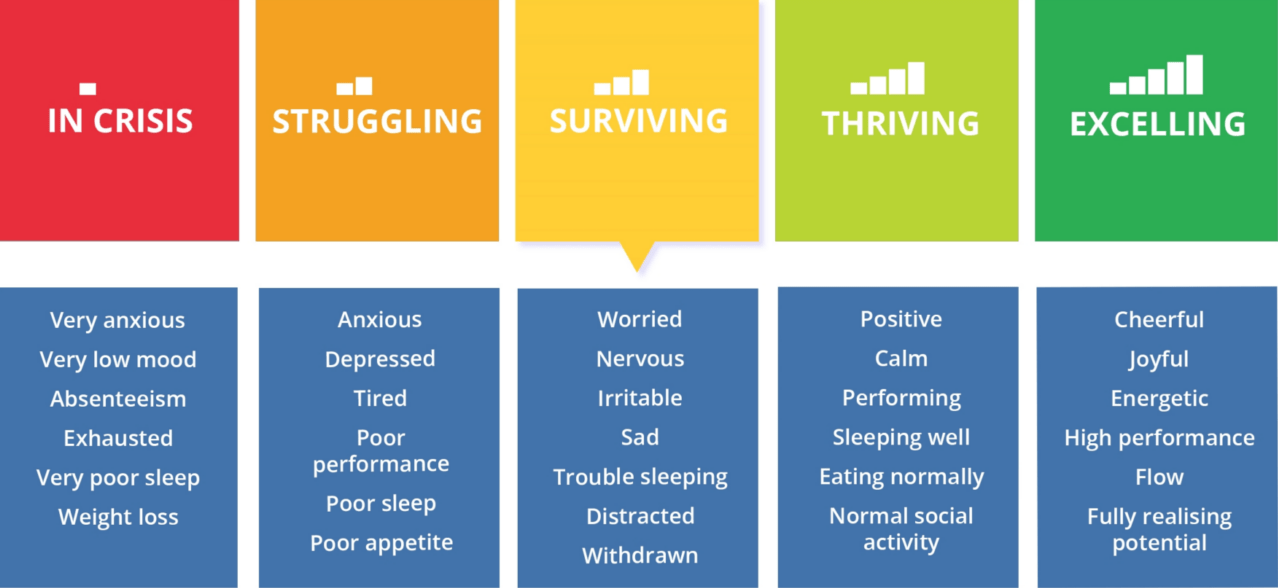 IN CRISIS
STRUGGLING
SURVIVING
THRIVING
EXCELLING
Very anxious
Very low mood
Absenteeism
Exhausted
Very poor sleep
Weight loss
Anxious
Depressed
Tired
Poor
performance
Poor sleep
Poor appetite
Worried
Nervous
Irritable
Sad
Trouble sleeping
Distracted
Withdrawn
Positive
Calm
Performing
Sleeping well
Eating normally
Normal social
activity
Cheerful
Joyful
Energetic
High performance
Flow
Fully realising
potential